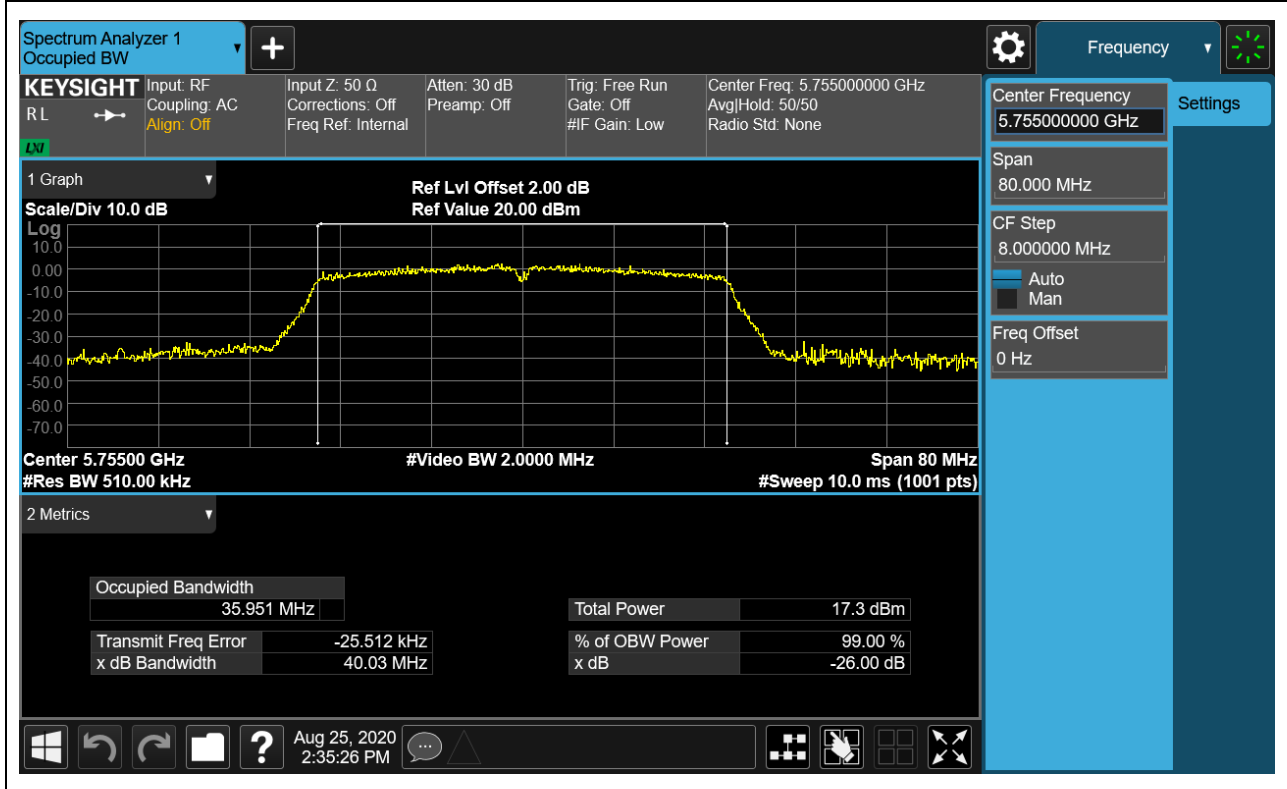 Spectrum Analyzer 1
Occupied BW
Frequency
KEYSIGHT
R L
LXI
Input: RF
Coupling: AC
Align: Off
Input Z: 50 Ω
Corrections: Off
Freq Ref: Internal
Atten: 30 dB
Preamp: Off
Trig: Free Run
Gate: Off
#IF Gain: Low
Center Freq: 5.755000000 GHz
Avg|Hold: 50/50
Radio Std: None
Center Frequency
5.755000000 GHz
Settings
Span
80.000 MHz
CF Step
8.000000 MHz
Auto
Man
Freq Offset
0 Hz
1 Graph
Scale/Div 10.0 dB
Ref Lvl Offset 2.00 dB
Ref Value 20.00 dBm
Log
10.0
0.00
-10.0
-20.0
-30.0
-40.0
-50.0
-60.0
-70.0
Center 5.75500 GHz
#Video BW 2.0000 MHz
Span 80 MHz
#Res BW 510.00 kHz
#Sweep 10.0 ms (1001 pts)
2 Metrics
Occupied Bandwidth
35.951 MHz
Total Power 17.3 dBm
Transmit Freq Error -25.512 kHz
% of OBW Power 99.00 %
x dB Bandwidth 40.03 MHz
x dB -26.00 dB
?
Aug 25, 2020
2:35:26 PM